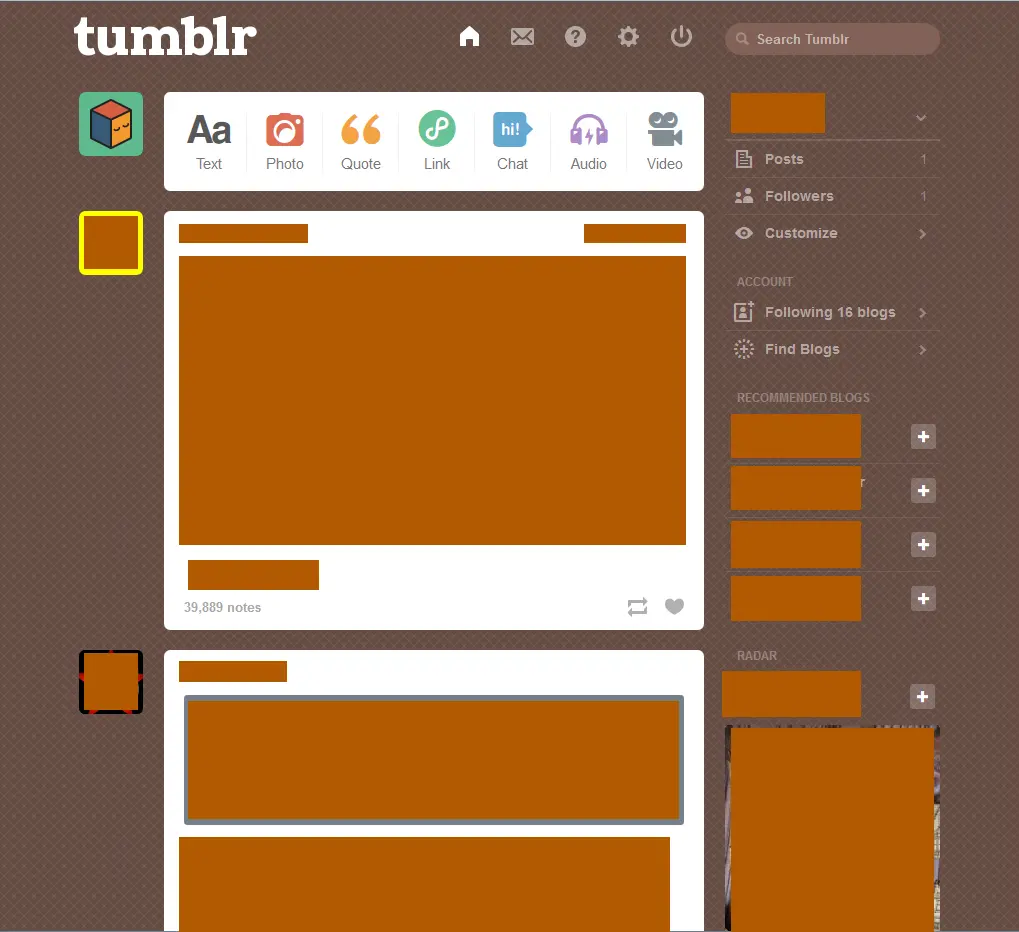 tumblr
Search Tumblr
Aa
hi!
Text
Photo
Quote
Link
Chat
Audio
Video
Posts 1
Followers 1
Customize
ACCOUNT
Following 16 blogs
Find Blogs
RECOMMENDED BLOGS
39,889 notes
RADAR